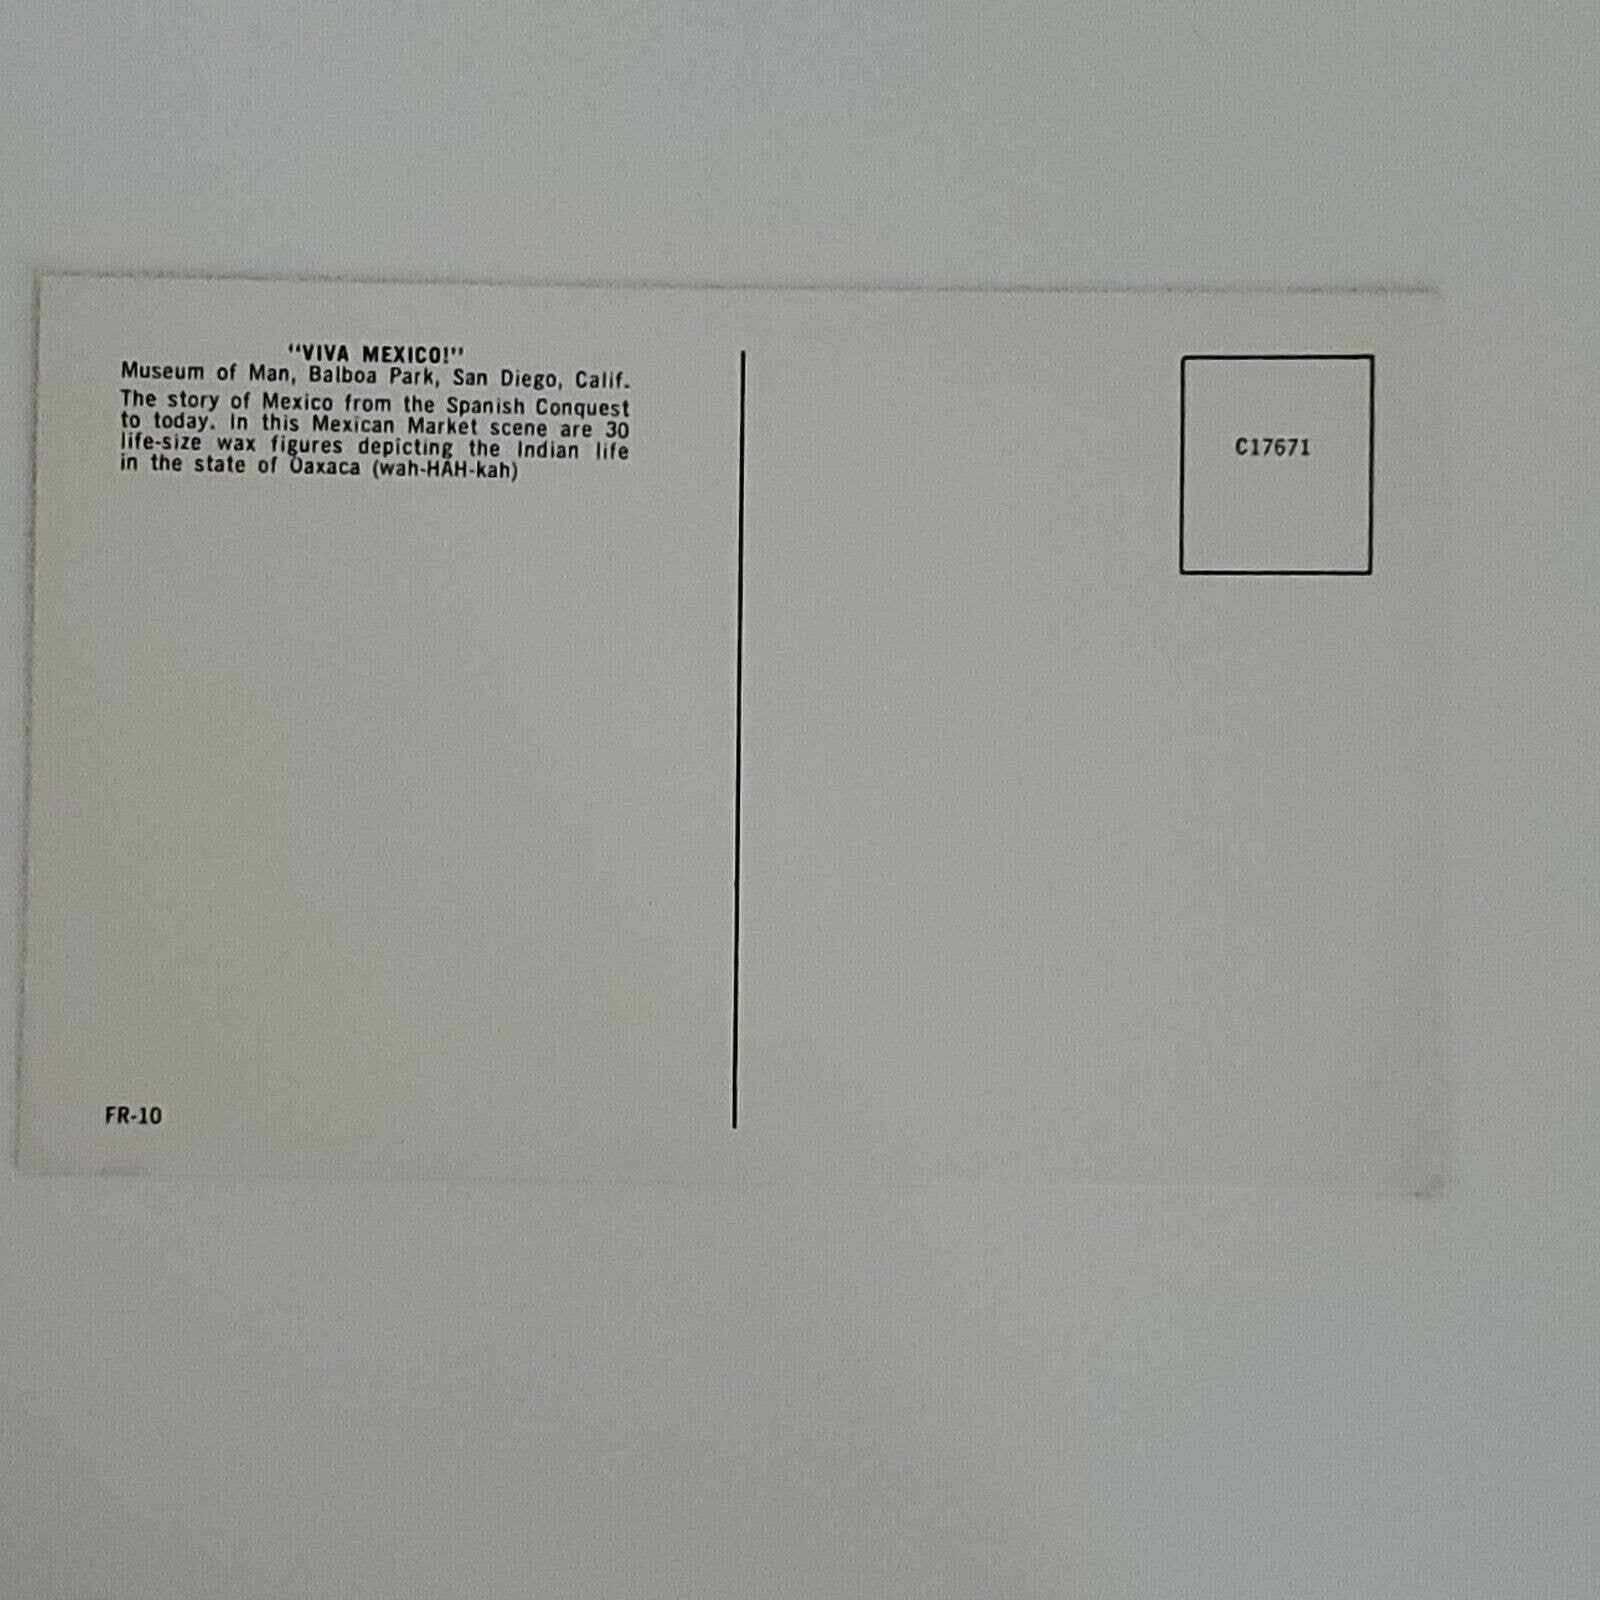 “VIVA MEXICO!”
Museum of Man, Balboa Park, San Diego, Calif.
The story of Mexico from the Spanish Conquest
to today. In this Mexican Market scene are 30
life-size wax figures depicting the Indian life
in the state of Oaxaca (wah-HAH-kah)
C17671
FR-10